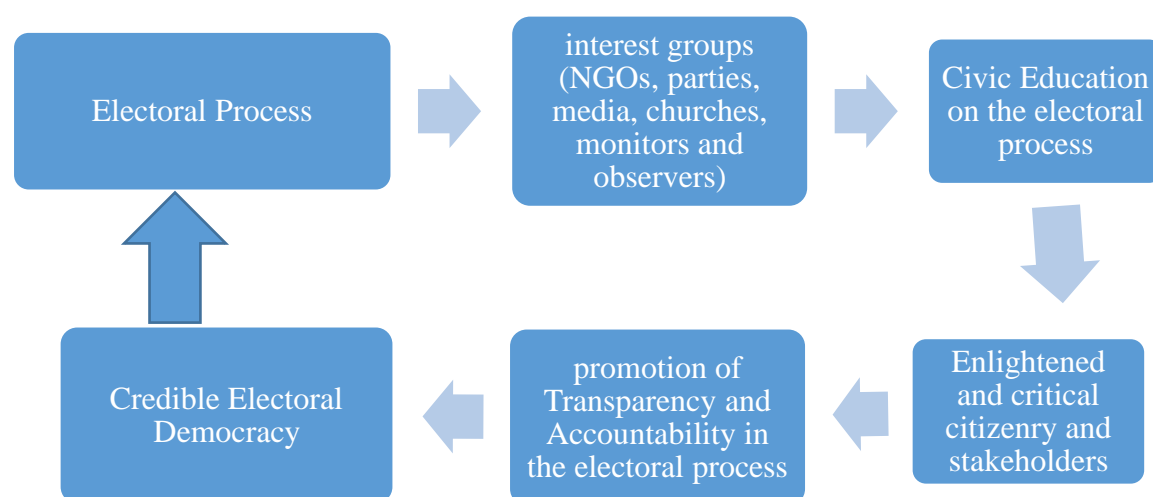 Electoral Process
interest groups
(NGOs, parties,
media, churches,
monitors and
observers)
Civic Education
on the electoral
process
Enlightened
and critical
citizenry and
stakeholders
promotion of
Transparency and
Accountability in
the electoral process
Credible Electoral
Democracy